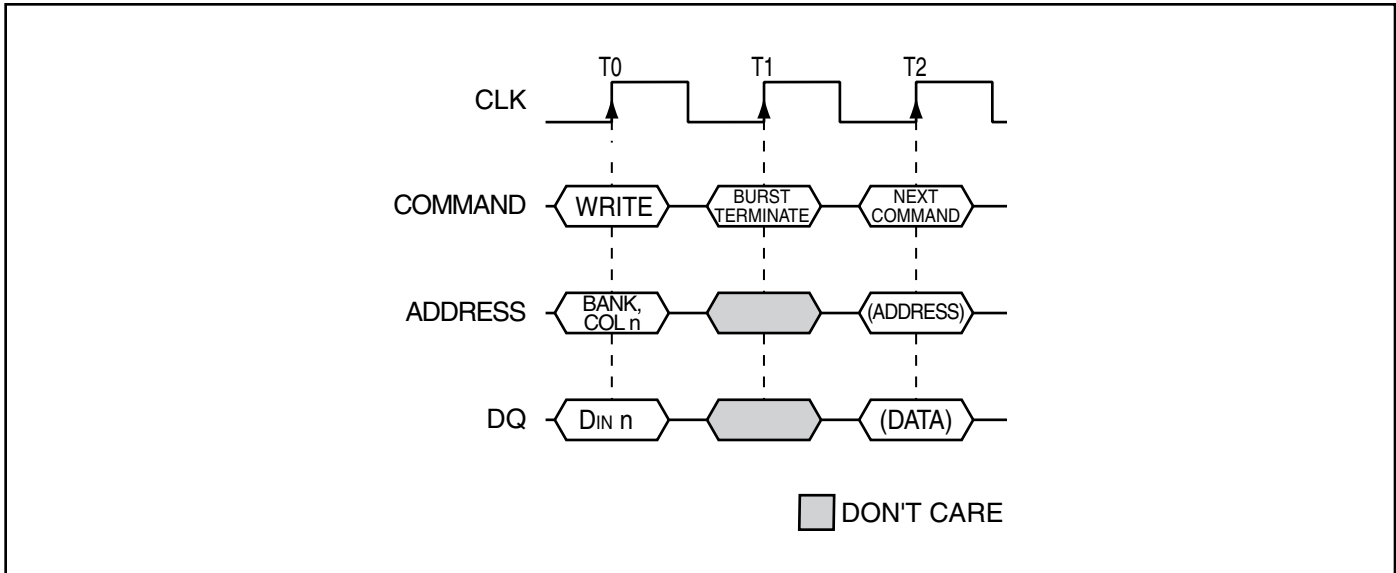 T0 T1 T2
CLK
COMMAND WRITE BURST TERMINATE NEXT COMMAND
ADDRESS BANK, COL n (ADDRESS)
DQ DIN n (DATA)
DON'T CARE